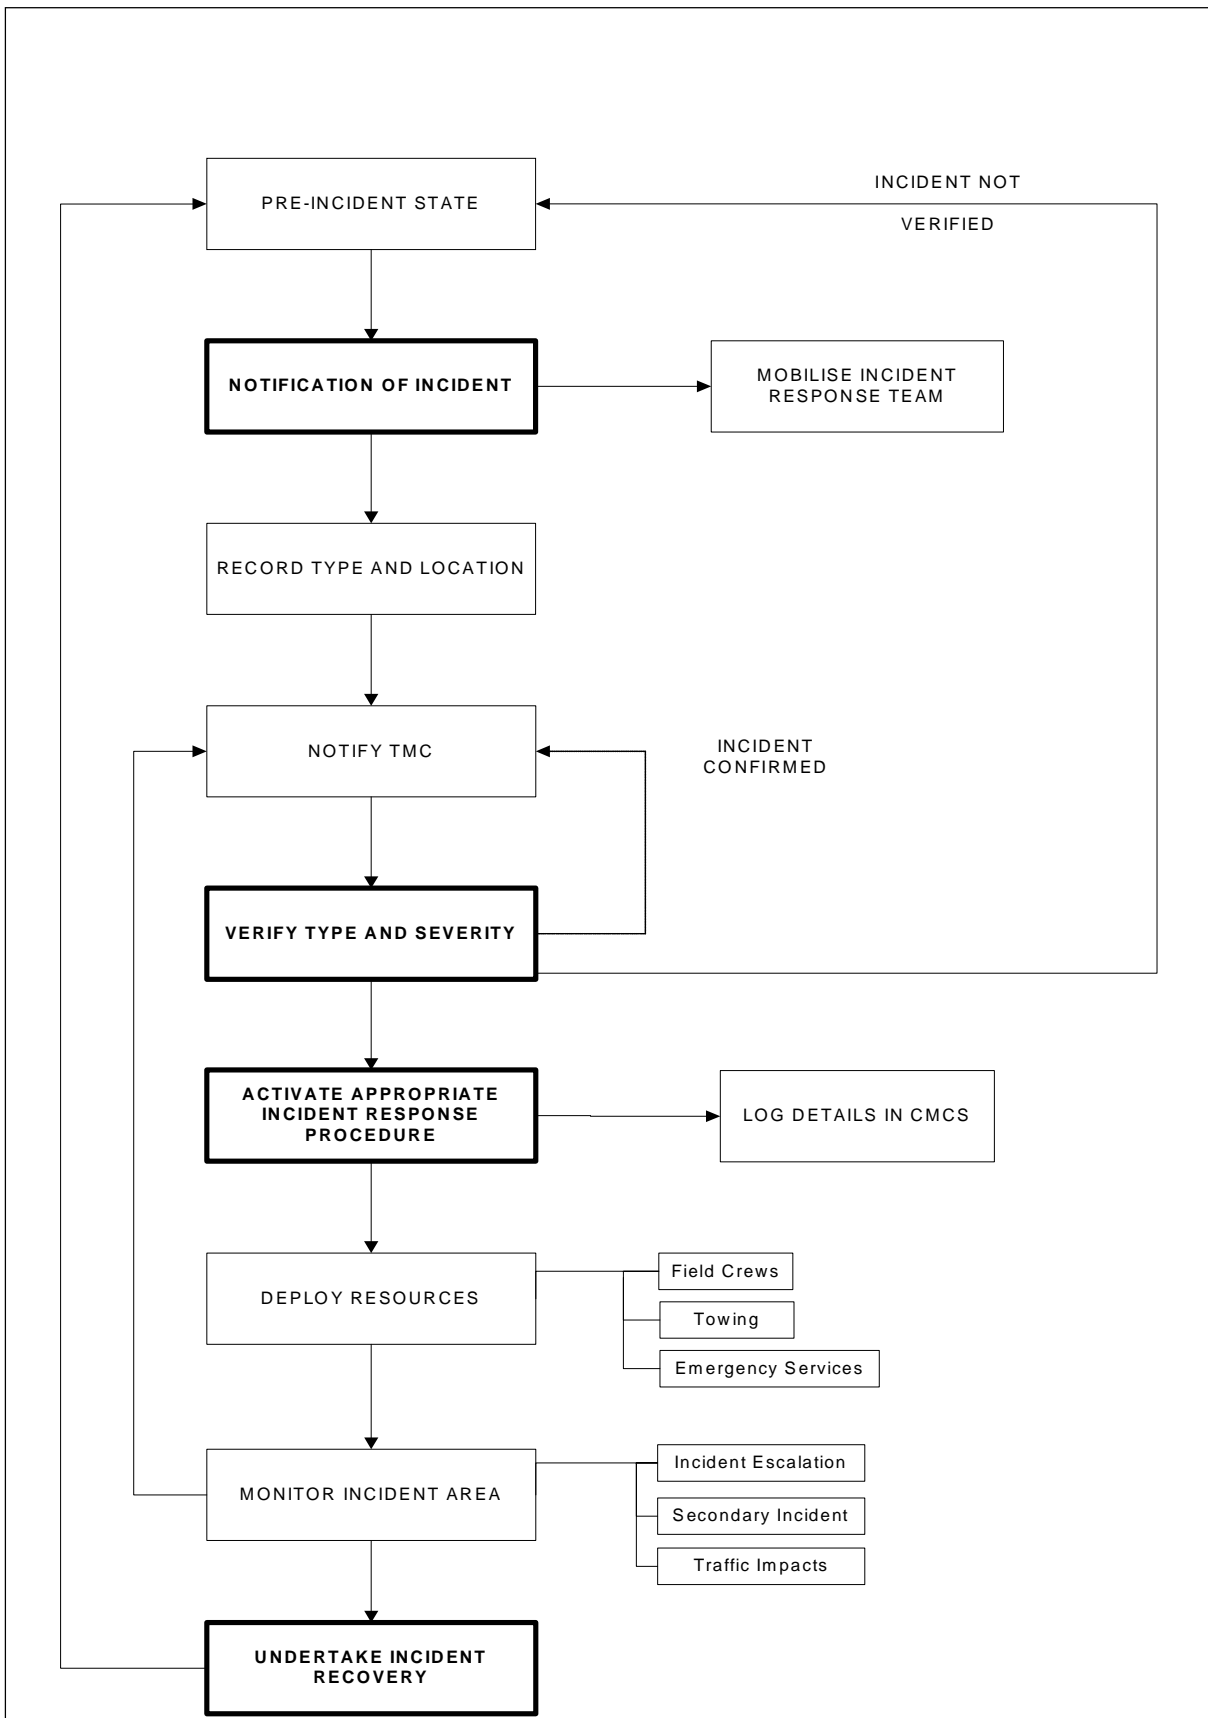 PRE-INCIDENT STATE
INCIDENT NOT
VERIFIED
NOTIFICATION OF INCIDENT
MOBILISE INCIDENT
RESPONSE TEAM
RECORD TYPE AND LOCATION
NOTIFY TMC
INCIDENT
CONFIRMED
VERIFY TYPE AND SEVERITY
ACTIVATE APPROPRIATE
INCIDENT RESPONSE
PROCEDURE
LOG DETAILS IN CMCS
DEPLOY RESOURCES
Field Crews
Towing
Emergency Services
MONITOR INCIDENT AREA
Incident Escalation
Secondary Incident
Traffic Impacts
UNDERTAKE INCIDENT
RECOVERY